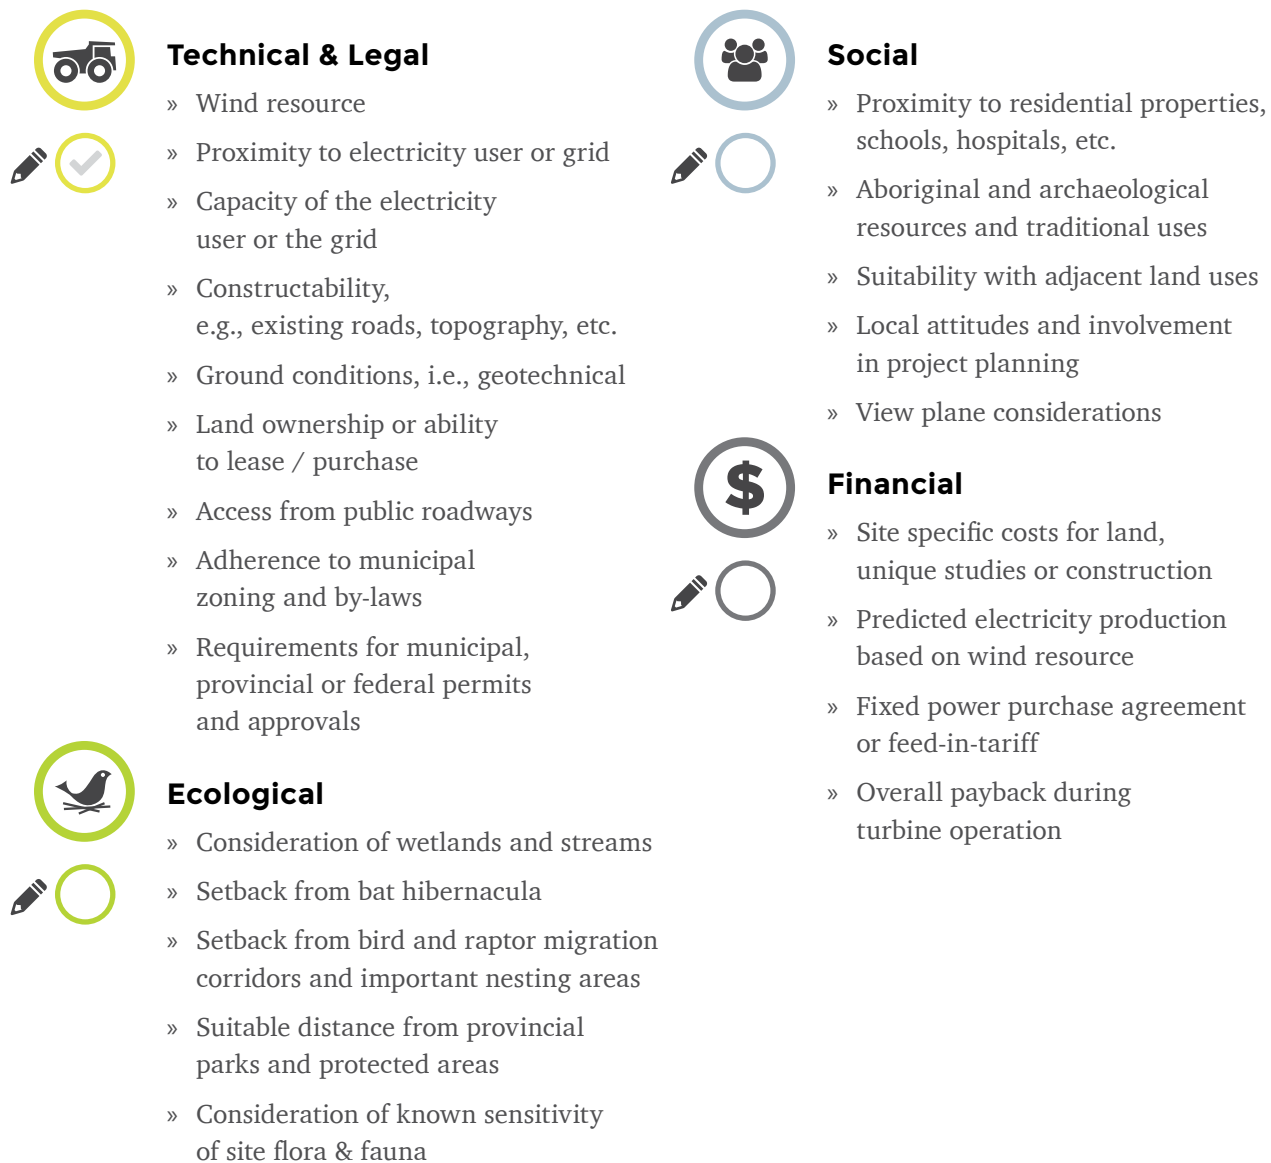 Technical & Legal
» Wind resource
» Proximity to electricity user or grid
» Capacity of the electricity
user or the grid
» Constructability,
e.g., existing roads, topography, etc.
» Ground conditions, i.e., geotechnical
» Land ownership or ability
to lease / purchase
» Access from public roadways
» Adherence to municipal
zoning and by-laws
» Requirements for municipal,
provincial or federal permits
and approvals
Ecological
» Consideration of wetlands and streams
» Setback from bat hibernacula
» Setback from bird and raptor migration
corridors and important nesting areas
» Suitable distance from provincial
parks and protected areas
» Consideration of known sensitivity
of site flora & fauna
Social
» Proximity to residential properties,
schools, hospitals, etc.
» Aboriginal and archaeological
resources and traditional uses
» Suitability with adjacent land uses
» Local attitudes and involvement
in project planning
» View plane considerations
$
Financial
» Site specific costs for land,
unique studies or construction
» Predicted electricity production
based on wind resource
» Fixed power purchase agreement
or feed-in-tariff
» Overall payback during
turbine operation